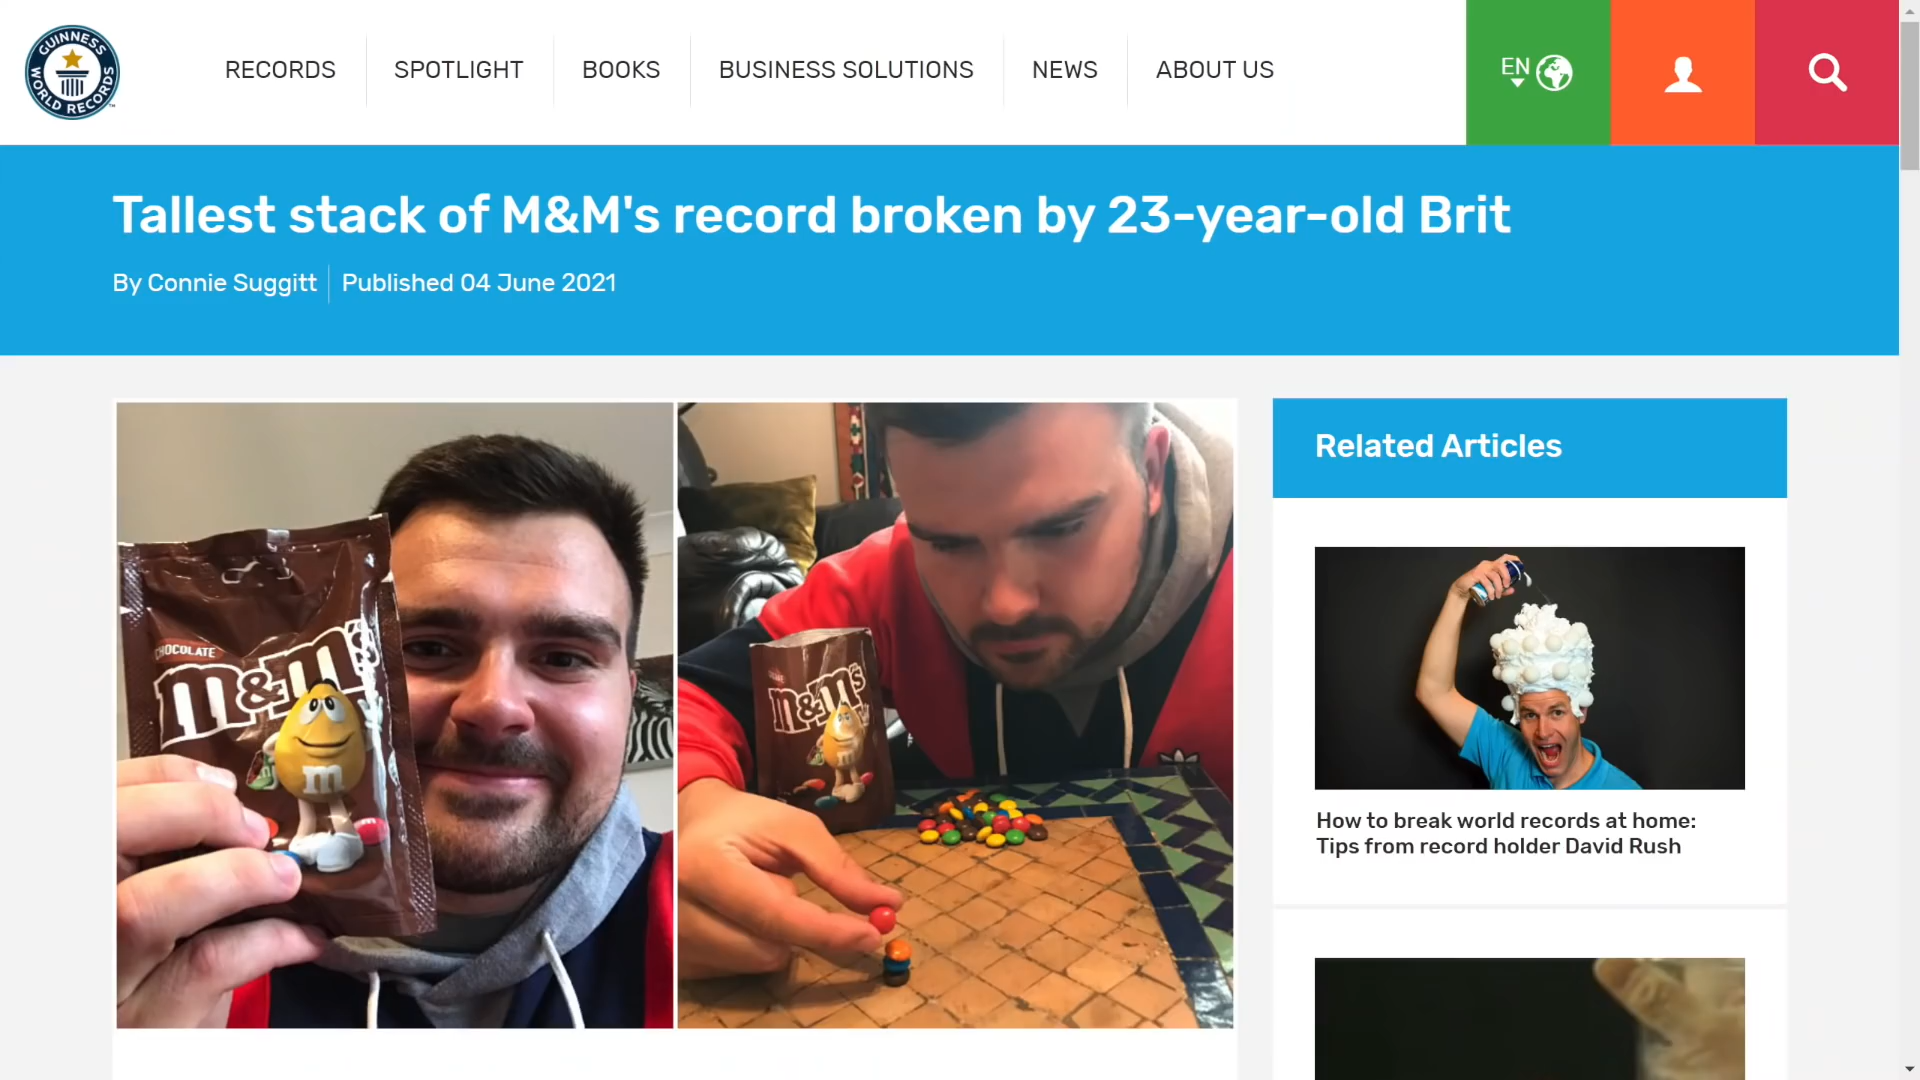 GUINNESS
WORLD RECORDS
RECORDS
SPOTLIGHT
BOOKS
BUSINESS SOLUTIONS
NEWS
ABOUT US
EN
Tallest stack of M&M's record broken by 23-year-old Brit
By Connie Suggitt
Published 04 June 2021
CHOCOLATE
m&m's
m
m&m's
m
Related Articles
How to break world records at home:
Tips from record holder David Rush